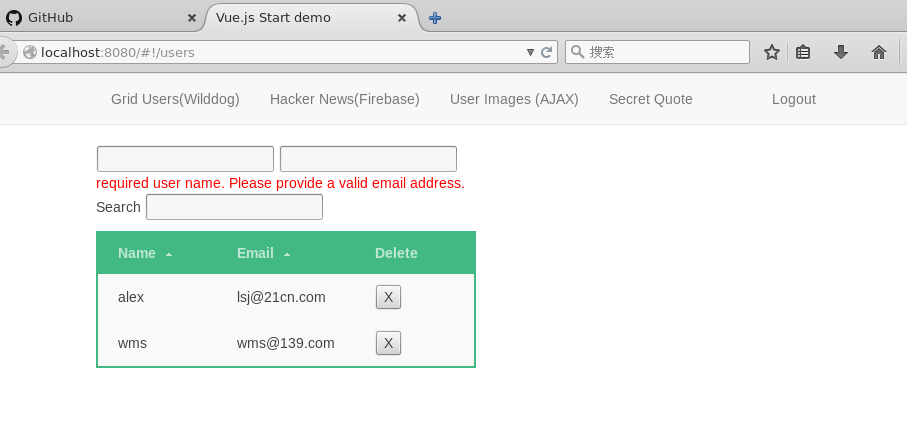 GitHub Vue.js Start demo
localhost:8080/#!/users 搜索
Grid Users(Wilddog) Hacker News(Firebase) User Images (AJAX) Secret Quote Logout
required user name. Please provide a valid email address.
Search
Name Email Delete
alex lsj@21cn.com X
wms wms@139.com X